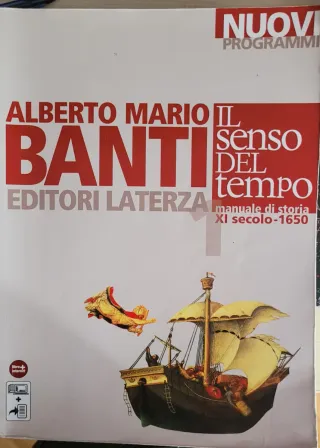 NUOVI
PROGRAMMI
ALBERTO MARIO
BANTI
EDITORI LATERZA
IL
senso
DEL
tempo
1
manuale di storia
XI secolo-1650